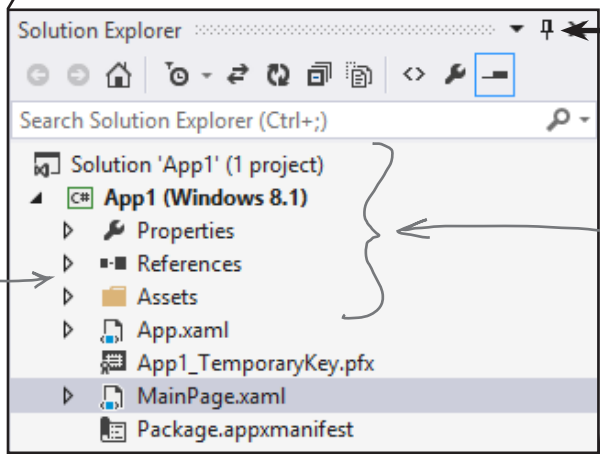 Solution Explorer
Search Solution Explorer (Ctrl+;)
Solution 'App1' (1 project)
C# App1 (Windows 8.1)
Properties
References
Assets
App.xaml
App1_TemporaryKey.pfx
MainPage.xaml
Package.appxmanifest